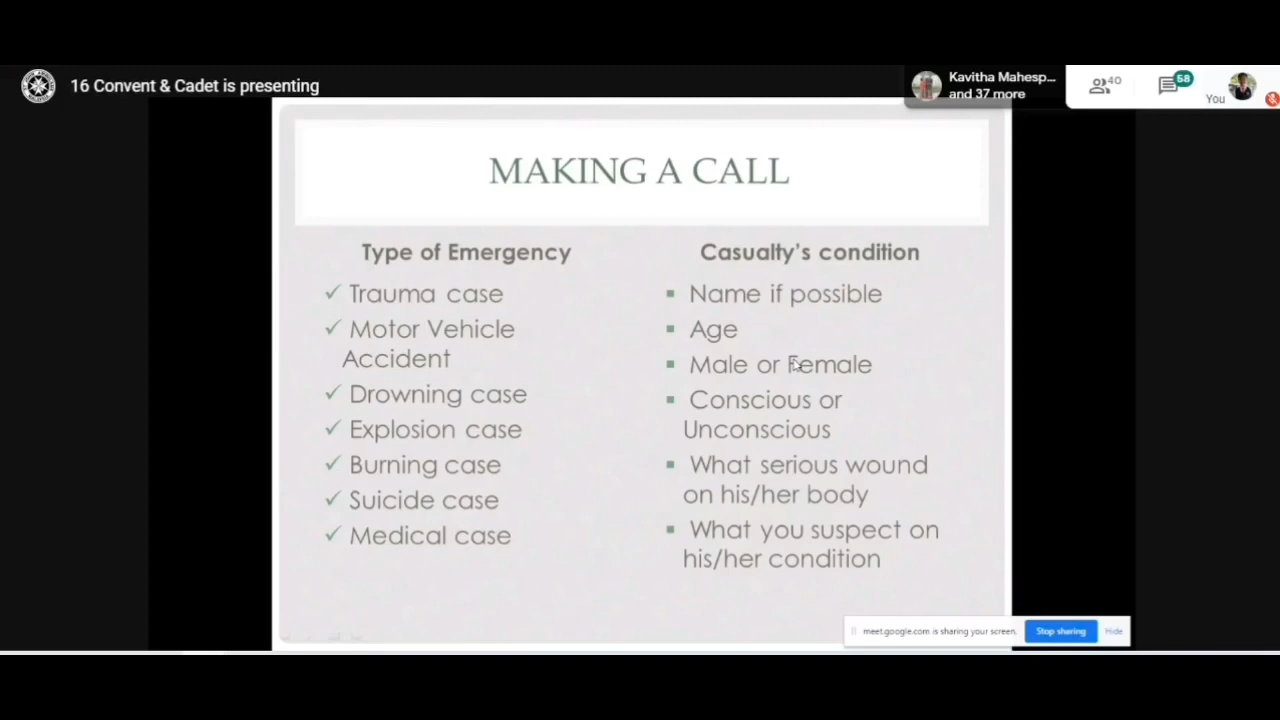 16 Convent & Cadet is presenting
Kavitha Mahesp...
and 37 more
40
58
You
MAKING A CALL
Type of Emergency
✓ Trauma case
✓ Motor Vehicle
Accident
✓ Drowning case
✓ Explosion case
✓ Burning case
✓ Suicide case
✓ Medical case
Casualty's condition
▪ Name if possible
▪ Age
▪ Male or Female
▪ Conscious or
Unconscious
▪ What serious wound
on his/her body
▪ What you suspect on
his/her condition
meet.google.com is sharing your screen.
Stop sharing
Hide